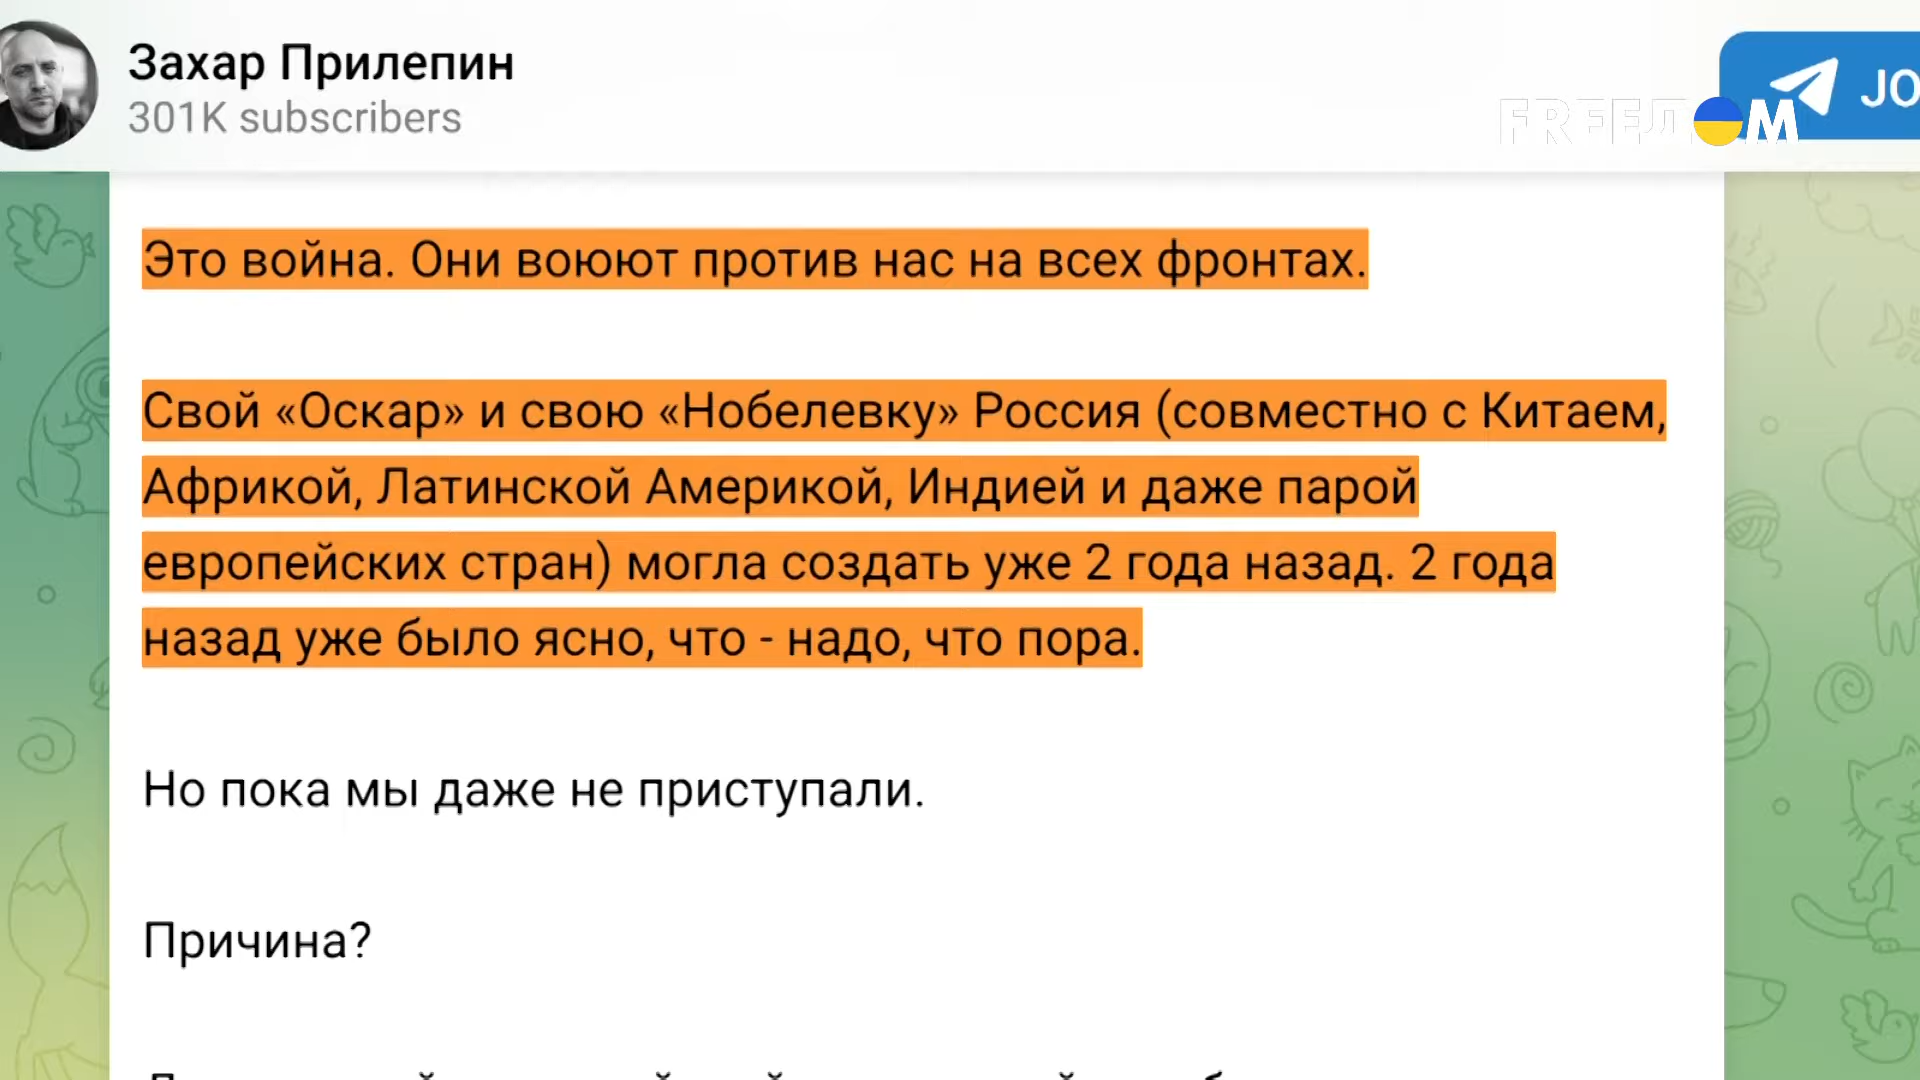 Захар Прилепин
301K subscribers
JO
FREEДOM
Это война. Они воюют против нас на всех фронтах.
Свой «Оскар» и свою «Нобелевку» Россия (совместно с Китаем,
Африкой, Латинской Америкой, Индией и даже парой
европейских стран) могла создать уже 2 года назад. 2 года
назад уже было ясно, что - надо, что пора.
Но пока мы даже не приступали.
Причина?